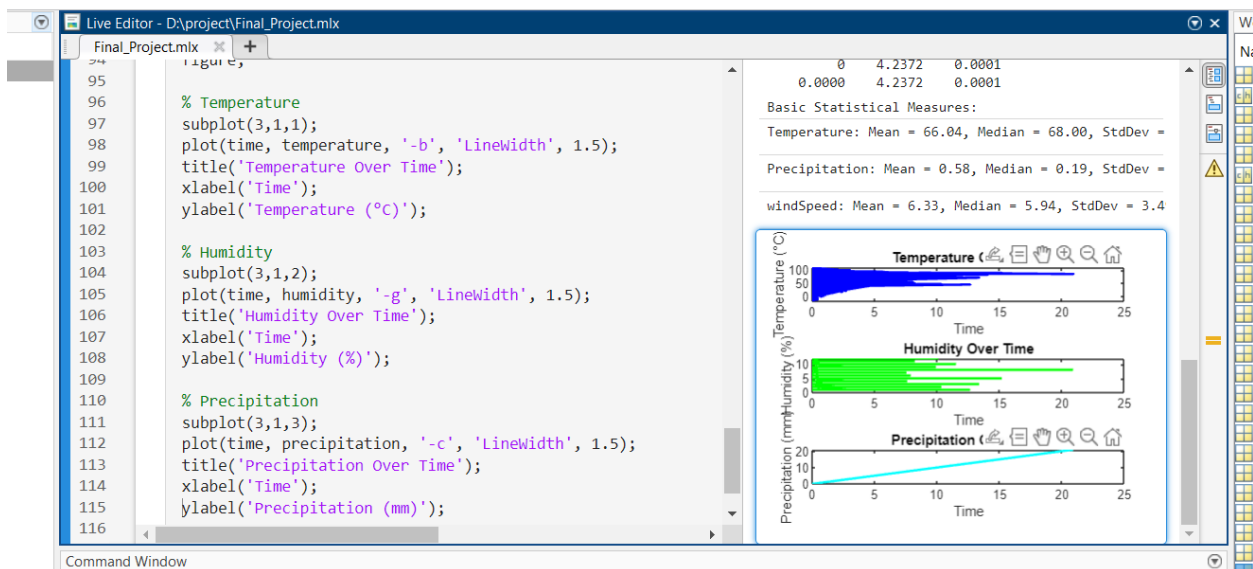 Live Editor - D:\project\Final_Project.mlx
Final_Project.mlx
94 figure;
95
96 % Temperature
97 subplot(3,1,1);
98 plot(time, temperature, '-b', 'LineWidth', 1.5);
99 title('Temperature Over Time');
100 xlabel('Time');
101 ylabel('Temperature (°C)');
102
103 % Humidity
104 subplot(3,1,2);
105 plot(time, humidity, '-g', 'LineWidth', 1.5);
106 title('Humidity Over Time');
107 xlabel('Time');
108 ylabel('Humidity (%)');
109
110 % Precipitation
111 subplot(3,1,3);
112 plot(time, precipitation, '-c', 'LineWidth', 1.5);
113 title('Precipitation Over Time');
114 xlabel('Time');
115 ylabel('Precipitation (mm)');
116
0 4.2372 0.0001
0.0000 4.2372 0.0001
Basic Statistical Measures:
Temperature: Mean = 66.04, Median = 68.00, StdDev =
Precipitation: Mean = 0.58, Median = 0.19, StdDev =
windSpeed: Mean = 6.33, Median = 5.94, StdDev = 3.4
Temperature (
Temperature (°C)
100
50
0
0 5 10 15 20 25
Time
Humidity Over Time
Humidity (%)
10
5
0
0 5 10 15 20 25
Time
Precipitation (
Precipitation (mm)
20
10
0
0 5 10 15 20 25
Time
Command Window